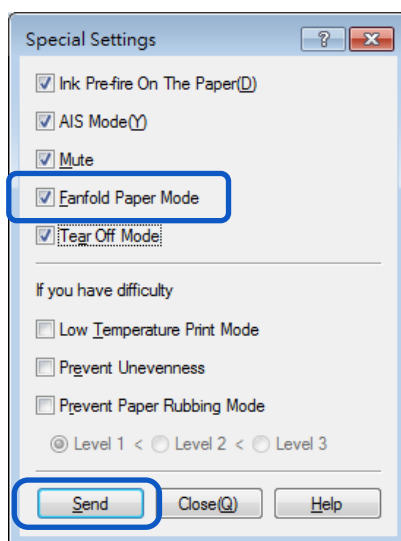 Special Settings
Ink Pre-fire On The Paper(D)
AIS Mode(Y)
Mute
Fanfold Paper Mode
Tear Off Mode
If you have difficulty
Low Temperature Print Mode
Prevent Unevenness
Prevent Paper Rubbing Mode
Level 1 < Level 2 < Level 3
Send Close(Q) Help